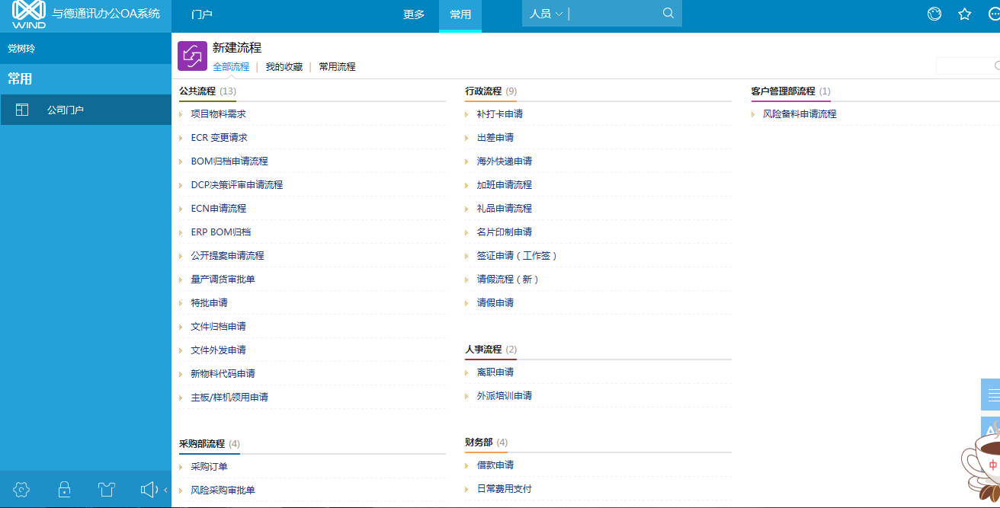 WIND
与德通讯办公OA系统
门户
更多
常用
人员
党树玲
常用
公司门户
新建流程
全部流程 | 我的收藏 | 常用流程
公共流程 (13)
项目物料需求
ECR 变更请求
BOM归档申请流程
DCP决策评审申请流程
ECN申请流程
ERP BOM归档
公开提案申请流程
量产调货审批单
特批申请
文件归档申请
文件外发申请
新物料代码申请
主板/样机领用申请
采购部流程 (4)
采购订单
风险采购审批单
行政流程 (9)
补打卡申请
出差申请
海外快递申请
加班申请流程
礼品申请流程
名片印制申请
签证申请（工作签）
请假流程（新）
请假申请
人事流程 (2)
离职申请
外派培训申请
财务部 (4)
借款申请
日常费用支付
客户管理部流程 (1)
风险备料申请流程
中